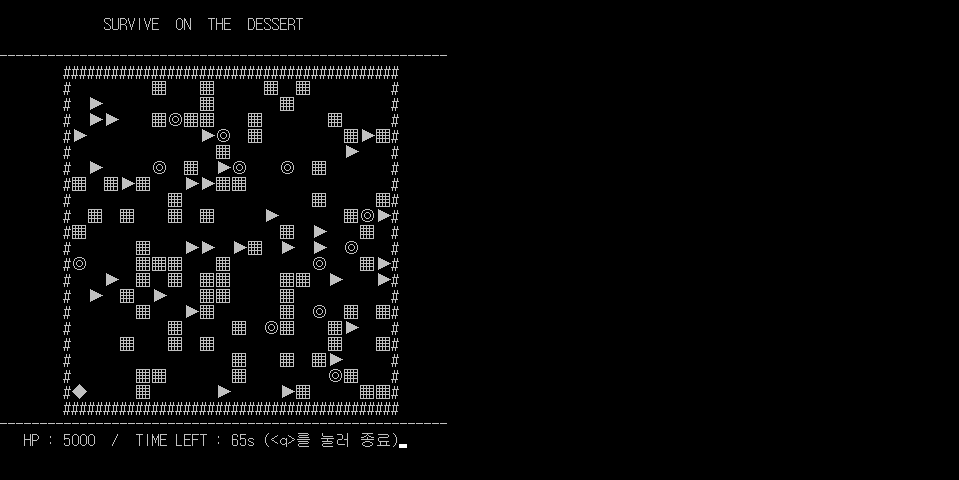 SURVIVE ON THE DESSERT
HP : 5000 / TIME LEFT : 65s (<q>를 눌러 종료)